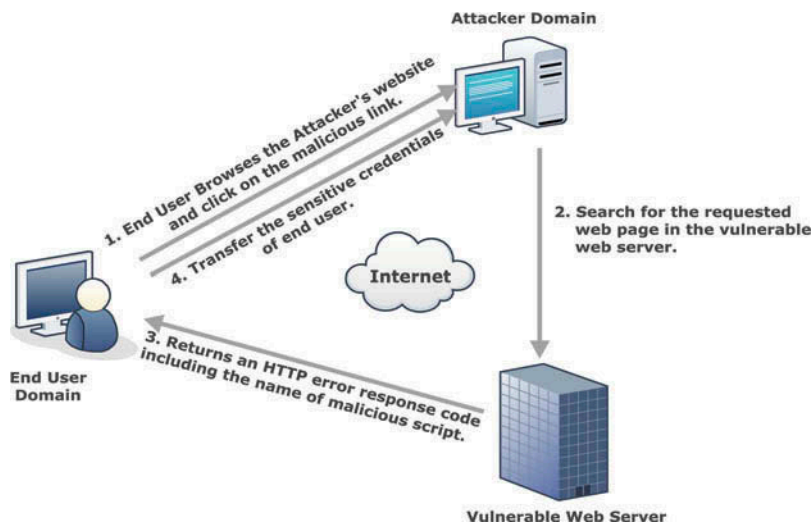 Attacker Domain
1. End User Browses the Attacker's website
and click on the malicious link.
4. Transfer the sensitive credentials
of end user.
2. Search for the requested
web page in the vulnerable
web server.
Internet
3. Returns an HTTP error response code
including the name of malicious script.
End User
Domain
Vulnerable Web Server